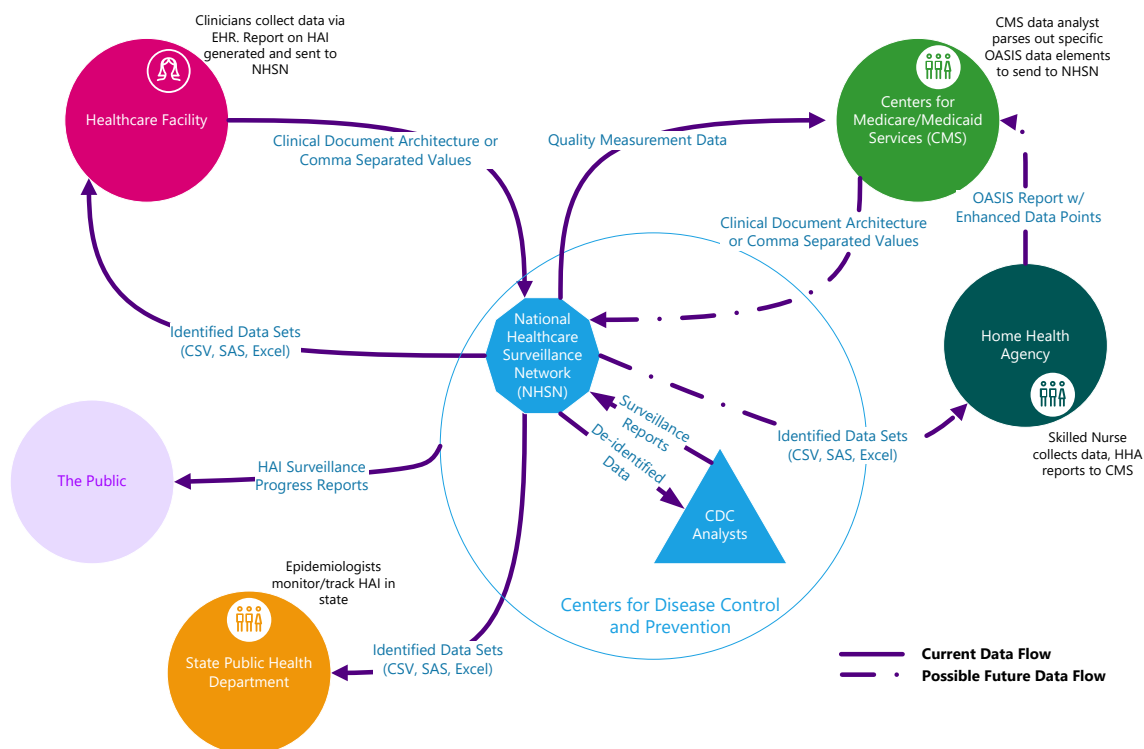 Clinicians collect data via
EHR. Report on HAI
generated and sent to
NHSN
CMS data analyst
parses out specific
OASIS data elements
to send to NHSN
Healthcare Facility
Centers for
Medicare/Medicaid
Services (CMS)
Clinical Document Architecture or
Comma Separated Values
Quality Measurement Data
OASIS Report w/
Enhanced Data Points
Clinical Document Architecture
or Comma Separated Values
National
Healthcare
Surveillance
Network
(NHSN)
Identified Data Sets
(CSV, SAS, Excel)
Home Health
Agency
Surveillance
Reports
De-identified
Data
Identified Data Sets
(CSV, SAS, Excel)
Skilled Nurse
collects data, HHA
reports to CMS
The Public
HAI Surveillance
Progress Reports
CDC
Analysts
Epidemiologists
monitor/track HAI in
state
Centers for Disease Control
and Prevention
State Public Health
Department
Identified Data Sets
(CSV, SAS, Excel)
Current Data Flow
Possible Future Data Flow